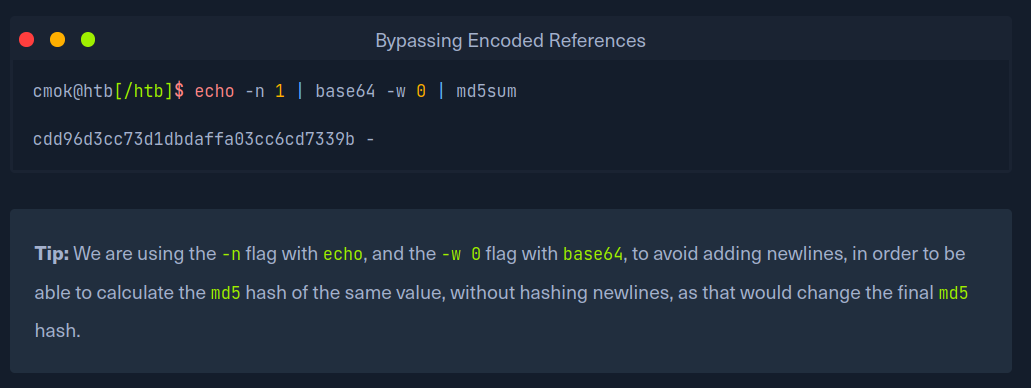 Bypassing Encoded References
cmok@htb[/htb]$ echo -n 1 | base64 -w 0 | md5sum
cdd96d3cc73d1dbdaffa03cc6cd7339b -
Tip: We are using the -n flag with echo, and the -w 0 flag with base64, to avoid adding newlines, in order to be
able to calculate the md5 hash of the same value, without hashing newlines, as that would change the final md5
hash.